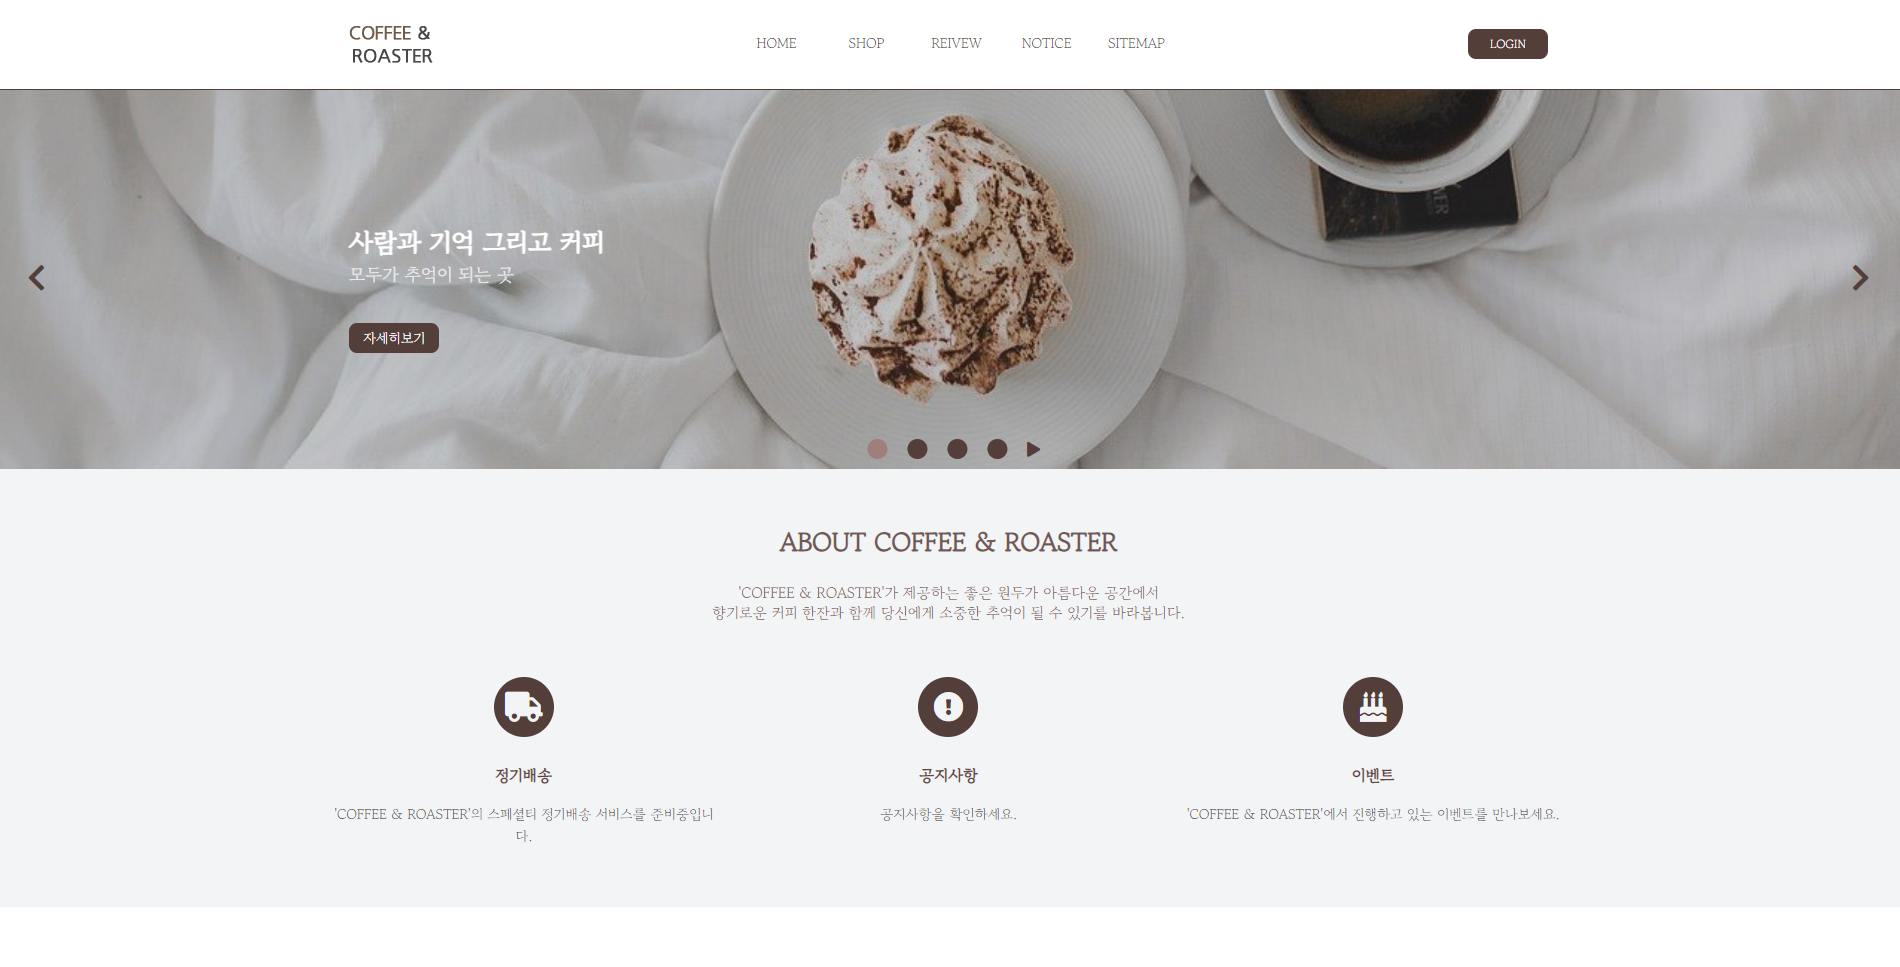 COFFEE &
ROASTER
HOME SHOP REIVEW NOTICE SITEMAP
LOGIN
사람과 기억 그리고 커피
모두가 추억이 되는 곳
자세히보기
ABOUT COFFEE & ROASTER
'COFFEE & ROASTER'가 제공하는 좋은 원두가 아름다운 공간에서
향기로운 커피 한잔과 함께 당신에게 소중한 추억이 될 수 있기를 바라봅니다.
정기배송
'COFFEE & ROASTER'의 스페셜티 정기배송 서비스를 준비중입니
다.
공지사항
공지사항을 확인하세요.
이벤트
'COFFEE & ROASTER'에서 진행하고 있는 이벤트를 만나보세요.